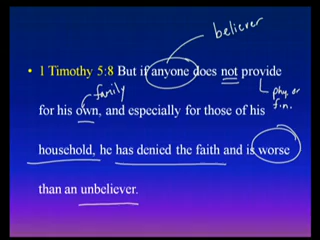 believer
• 1 Timothy 5:8 But if anyone does not provide
family
phy. or
fin.
for his own, and especially for those of his
household, he has denied the faith and is worse
than an unbeliever.